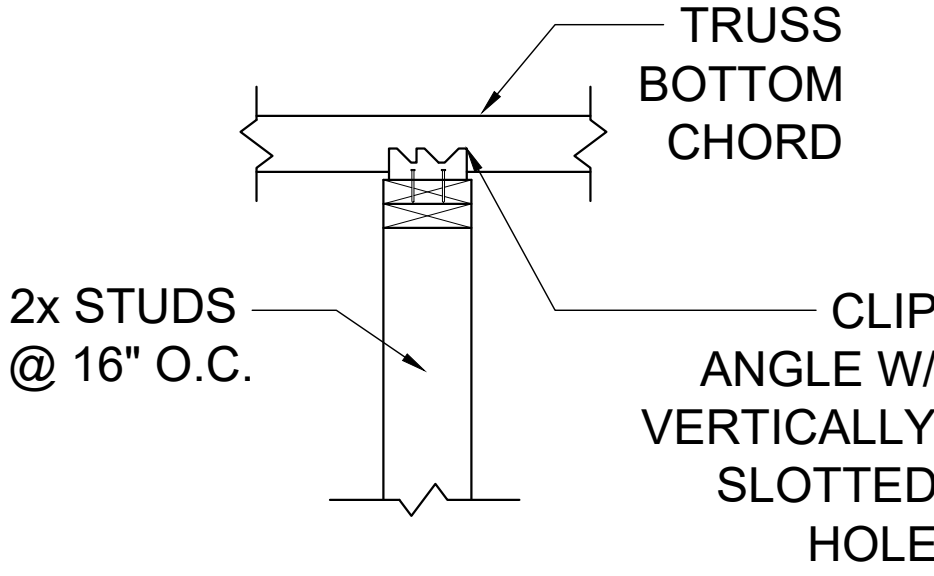 TRUSS
BOTTOM
CHORD
2x STUDS
@ 16" O.C.
CLIP
ANGLE W/
VERTICALLY
SLOTTED
HOLE